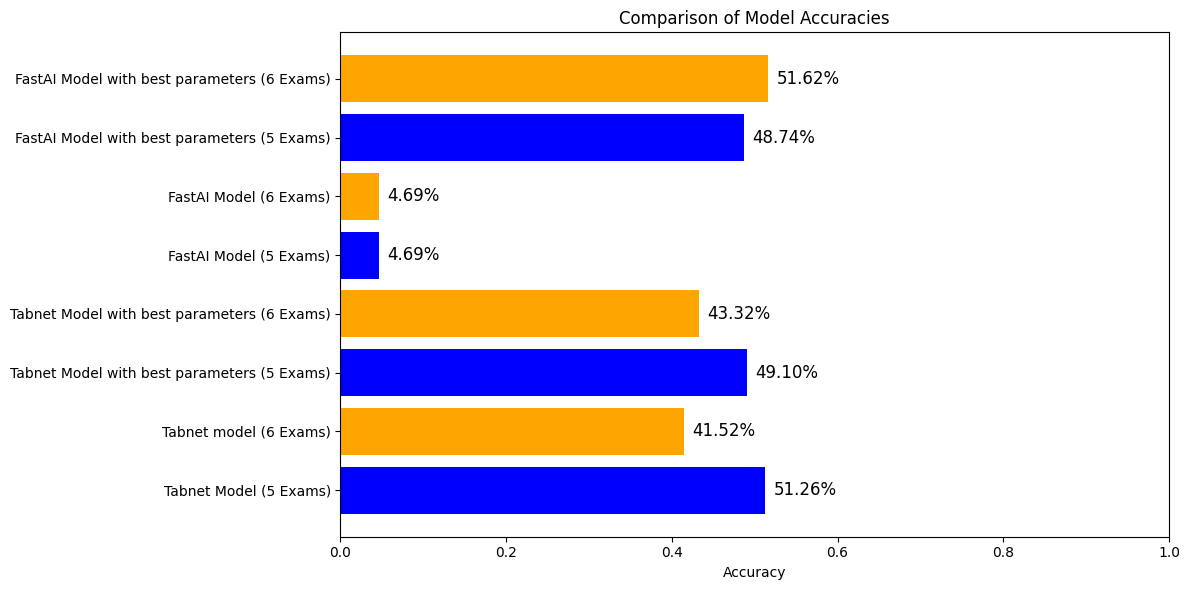 Comparison of Model Accuracies
FastAI Model with best parameters (6 Exams)
51.62%
FastAI Model with best parameters (5 Exams)
48.74%
FastAI Model (6 Exams)
4.69%
FastAI Model (5 Exams)
4.69%
Tabnet Model with best parameters (6 Exams)
43.32%
Tabnet Model with best parameters (5 Exams)
49.10%
Tabnet model (6 Exams)
41.52%
Tabnet Model (5 Exams)
51.26%
0.0
0.2
0.4
0.6
0.8
1.0
Accuracy